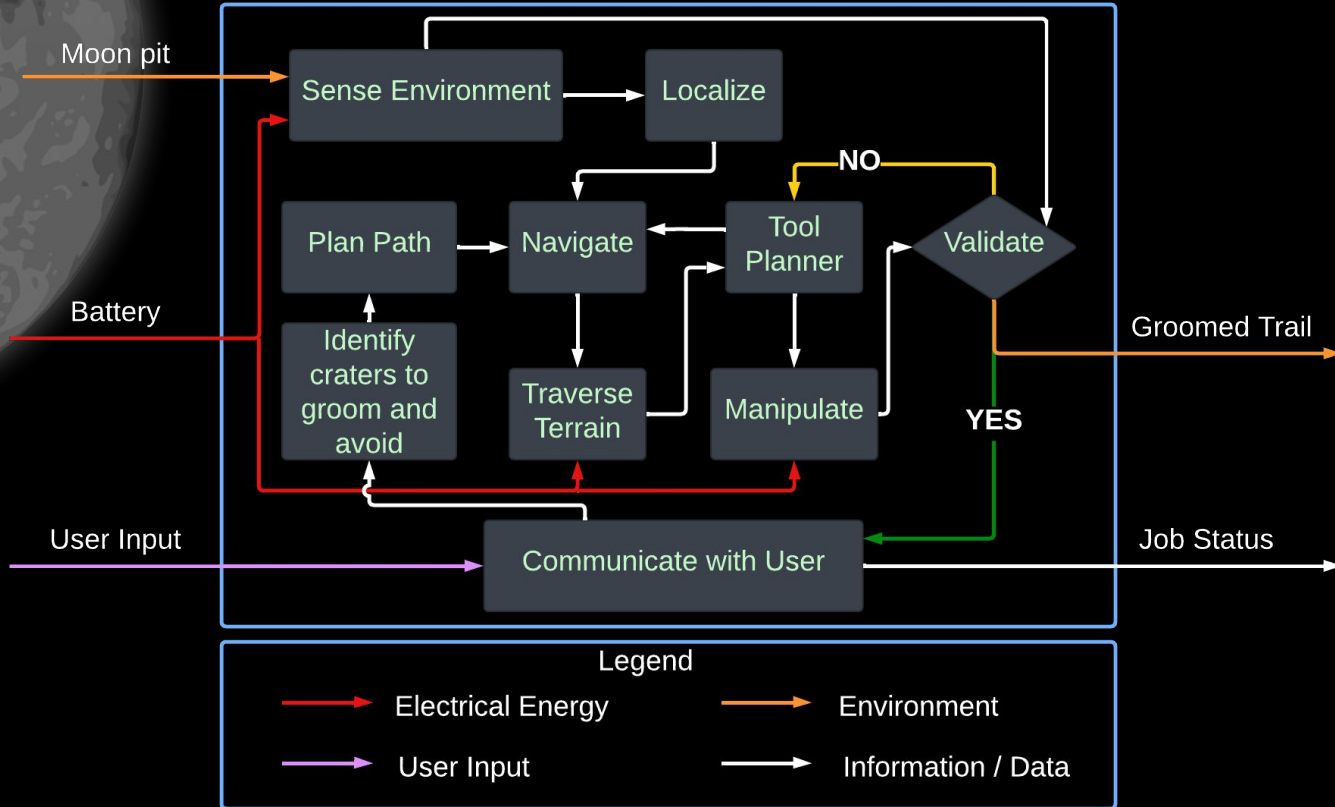 Moon pit
Sense Environment
Localize
NO
Plan Path
Navigate
Tool
Planner
Validate
Battery
Identify
craters to
groom and
avoid
Traverse
Terrain
Manipulate
Groomed Trail
YES
User Input
Communicate with User
Job Status
Legend
Electrical Energy
Environment
User Input
Information / Data